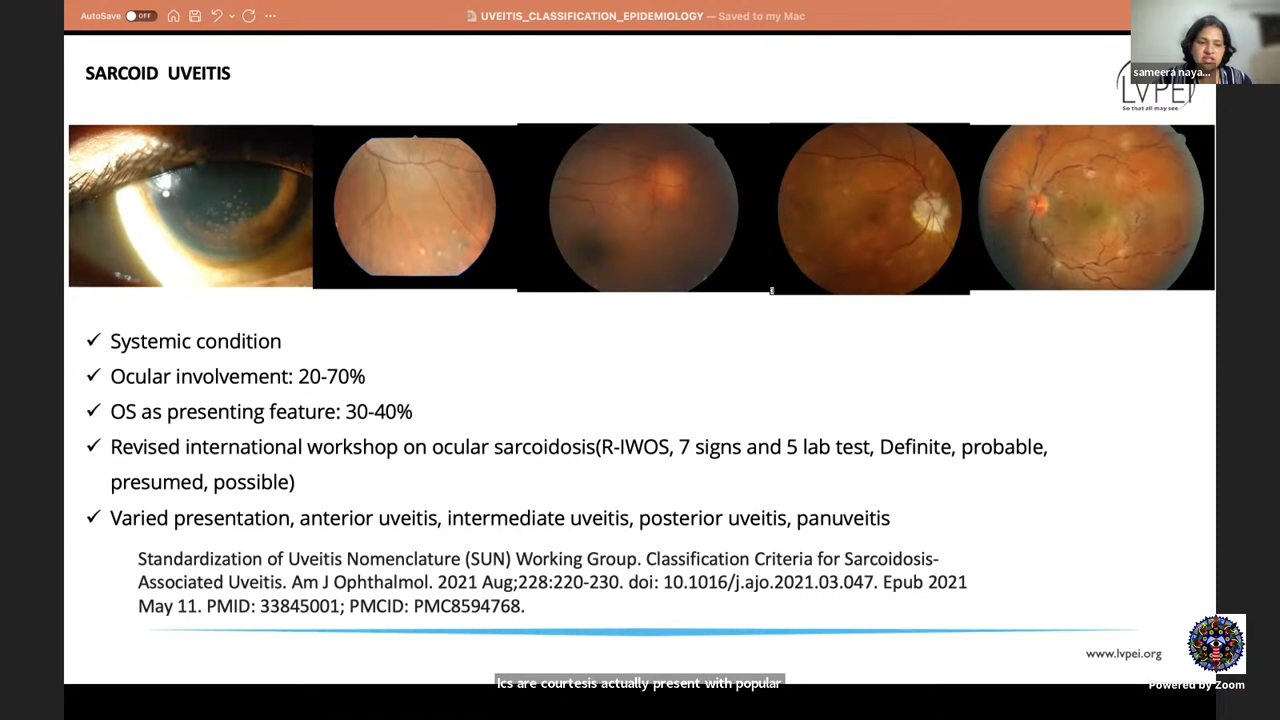 AutoSave OFF
UVEITIS_CLASSIFICATION_EPIDEMIOLOGY — Saved to my Mac
sameera naya...
SARCOID UVEITIS
LVPEI
So that all may see
✓ Systemic condition
✓ Ocular involvement: 20-70%
✓ OS as presenting feature: 30-40%
✓ Revised international workshop on ocular sarcoidosis(R-IWOS, 7 signs and 5 lab test, Definite, probable,
presumed, possible)
✓ Varied presentation, anterior uveitis, intermediate uveitis, posterior uveitis, panuveitis
Standardization of Uveitis Nomenclature (SUN) Working Group. Classification Criteria for Sarcoidosis-
Associated Uveitis. Am J Ophthalmol. 2021 Aug;228:220-230. doi: 10.1016/j.ajo.2021.03.047. Epub 2021
May 11. PMID: 33845001; PMCID: PMC8594768.
www.lvpei.org
Ics are courtesis actually present with popular
Powered by Zoom